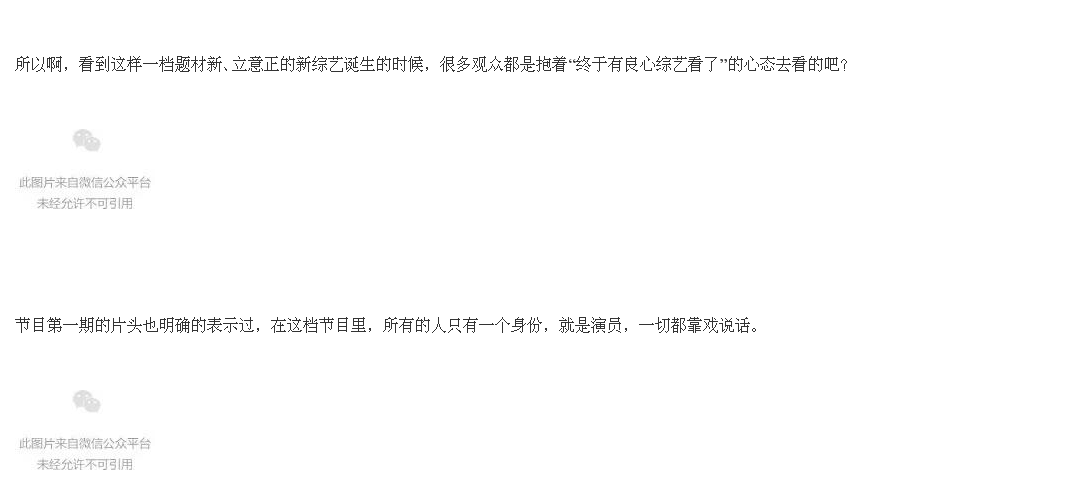 所以啊，看到这样一档题材新、立意正的新综艺诞生的时候，很多观众都是抱着“终于有良心综艺看了”的心态去看的吧？
此图片来自微信公众平台
未经允许不可引用
节目第一期的片头也明确的表示过，在这档节目里，所有的人只有一个身份，就是演员，一切都靠戏说话。
此图片来自微信公众平台
未经允许不可引用